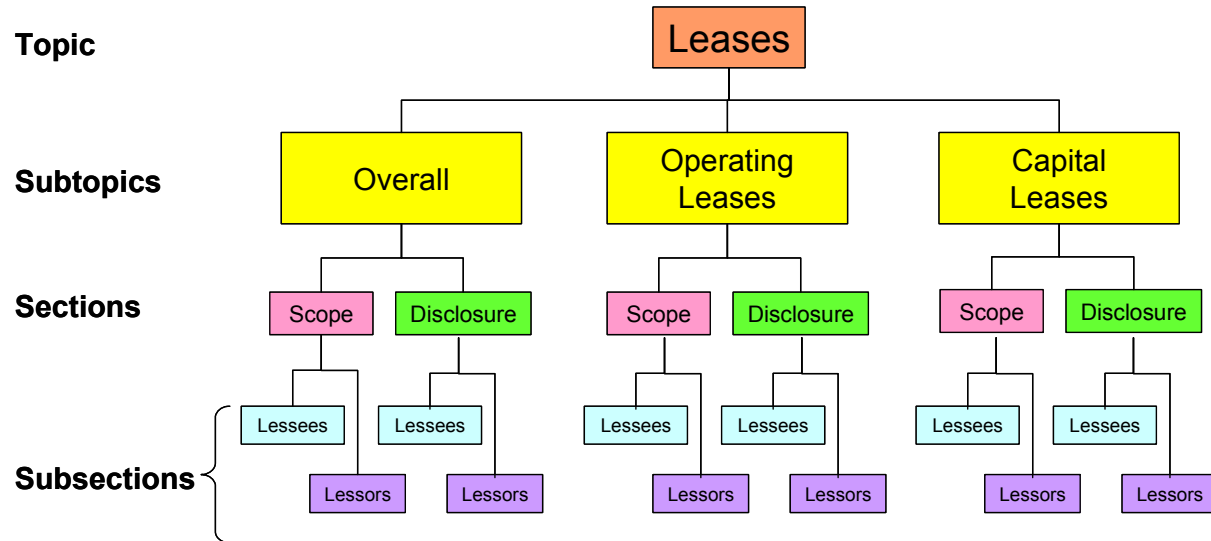 Topic
Leases
Subtopics
Overall
Operating
Leases
Capital
Leases
Sections
Scope
Disclosure
Scope
Disclosure
Scope
Disclosure
Subsections
Lessees
Lessees
Lessees
Lessees
Lessees
Lessees
Lessors
Lessors
Lessors
Lessors
Lessors
Lessors